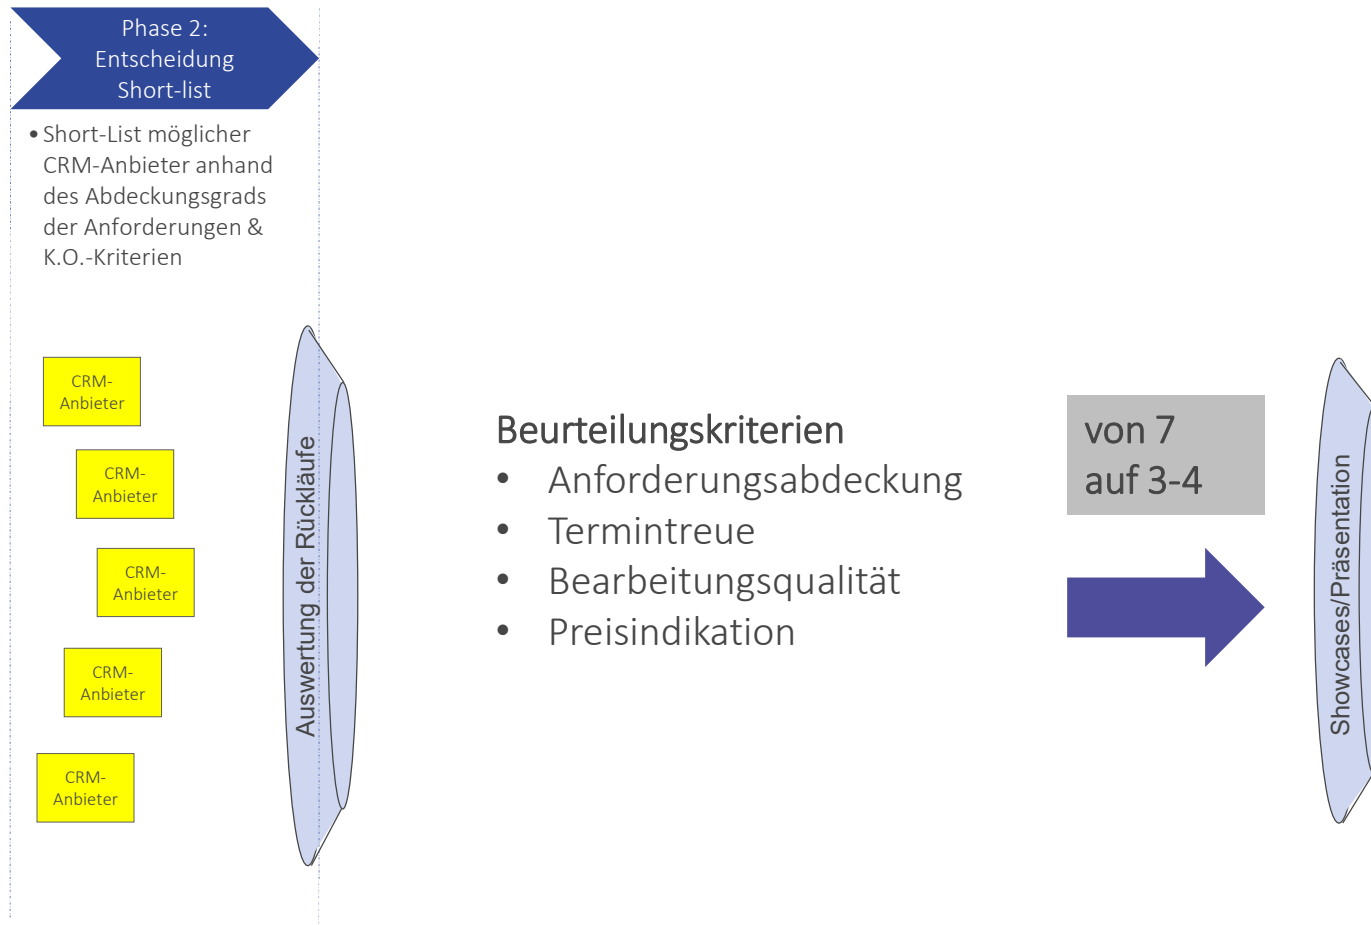 Phase 2:
Entscheidung
Short-list
• Short-List möglicher
CRM-Anbieter anhand
des Abdeckungsgrads
der Anforderungen &
K.O.-Kriterien
CRM-
Anbieter
CRM-
Anbieter
CRM-
Anbieter
CRM-
Anbieter
CRM-
Anbieter
Auswertung der Rückläufe
Beurteilungskriterien
• Anforderungsabdeckung
• Termintreue
• Bearbeitungsqualität
• Preisindikation
von 7
auf 3-4
Showcases/Präsentation